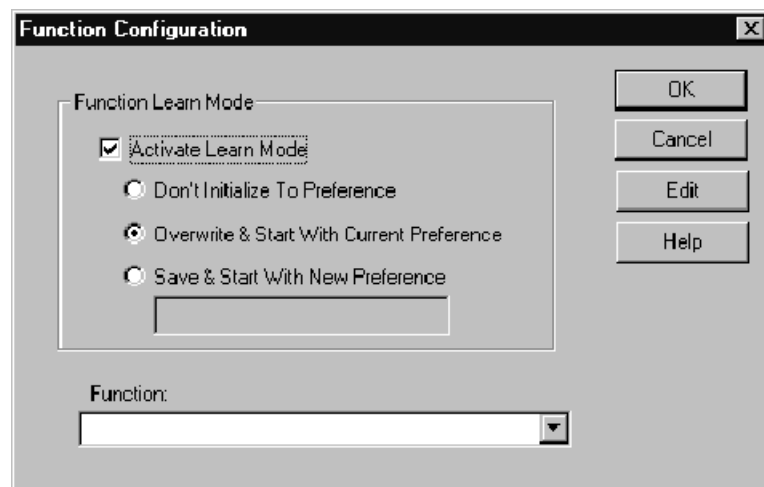 Function Configuration
Function Learn Mode
Activate Learn Mode
Don't Initialize To Preference
Overwrite & Start With Current Preference
Save & Start With New Preference
Function:
OK
Cancel
Edit
Help